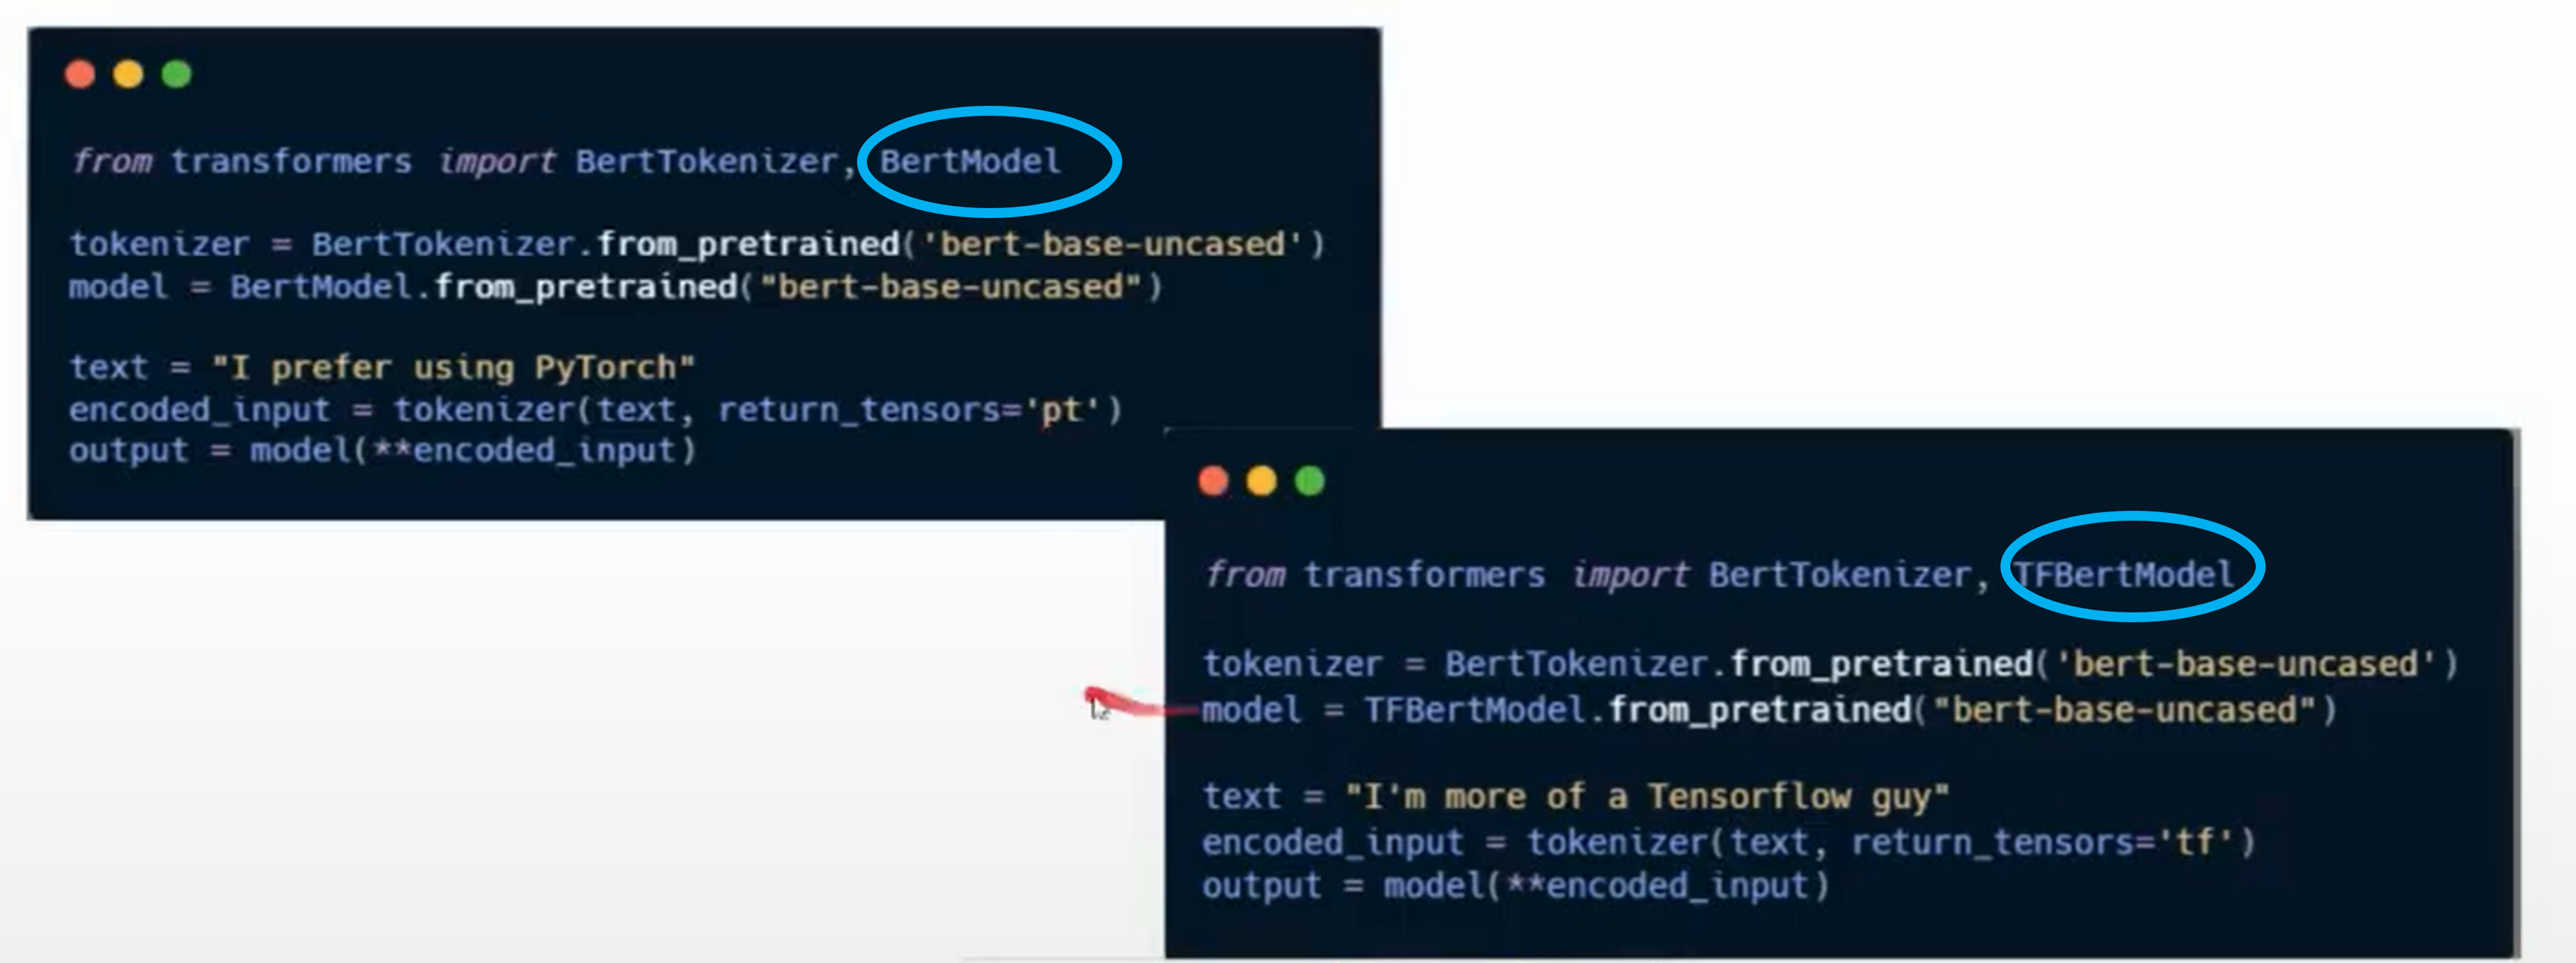 from transformers import BertTokenizer, BertModel
tokenizer = BertTokenizer.from_pretrained('bert-base-uncased')
model = BertModel.from_pretrained("bert-base-uncased")
text = "I prefer using PyTorch"
encoded_input = tokenizer(text, return_tensors='pt')
output = model(**encoded_input)
from transformers import BertTokenizer, TFBertModel
tokenizer = BertTokenizer.from_pretrained('bert-base-uncased')
model = TFBertModel.from_pretrained("bert-base-uncased")
text = "I'm more of a Tensorflow guy"
encoded_input = tokenizer(text, return_tensors='tf')
output = model(**encoded_input)